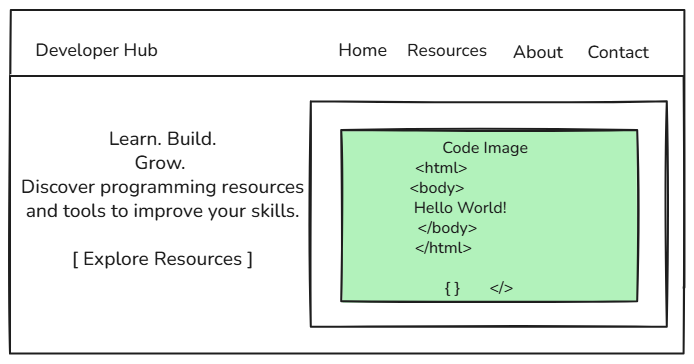 Developer Hub
Home Resources About Contact
Learn. Build.
Grow.
Discover programming resources
and tools to improve your skills.
[ Explore Resources ]
Code Image
<html>
<body>
Hello World!
</body>
</html>
{ } </>